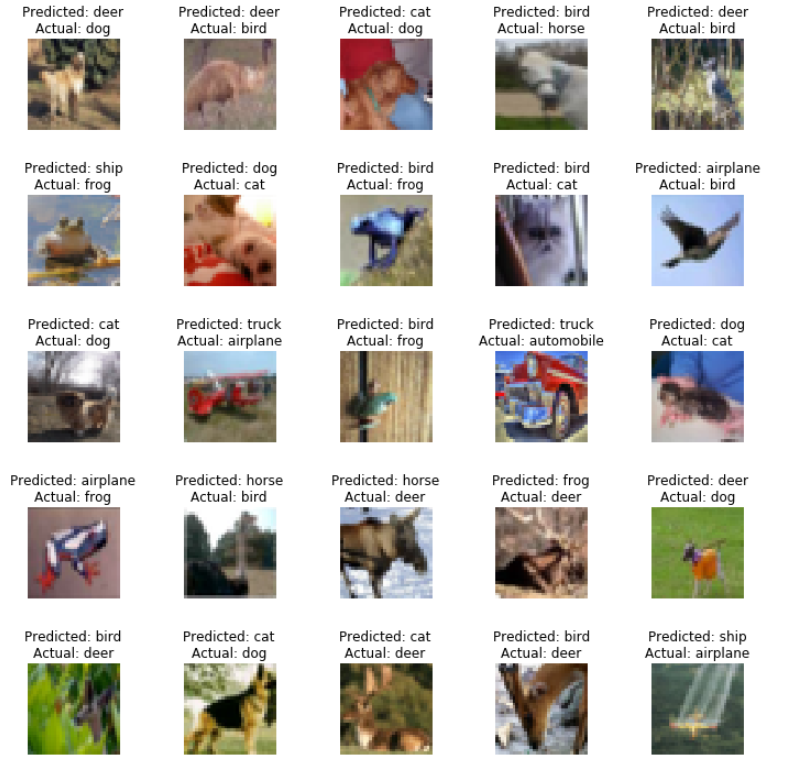 Predicted: deer
Actual: dog
Predicted: deer
Actual: bird
Predicted: cat
Actual: dog
Predicted: bird
Actual: horse
Predicted: deer
Actual: bird
Predicted: ship
Actual: frog
Predicted: dog
Actual: cat
Predicted: bird
Actual: frog
Predicted: bird
Actual: cat
Predicted: airplane
Actual: bird
Predicted: cat
Actual: dog
Predicted: truck
Actual: airplane
Predicted: bird
Actual: frog
Predicted: truck
Actual: automobile
Predicted: dog
Actual: cat
Predicted: airplane
Actual: frog
Predicted: horse
Actual: bird
Predicted: horse
Actual: deer
Predicted: frog
Actual: deer
Predicted: deer
Actual: dog
Predicted: bird
Actual: deer
Predicted: cat
Actual: dog
Predicted: cat
Actual: deer
Predicted: bird
Actual: deer
Predicted: ship
Actual: airplane